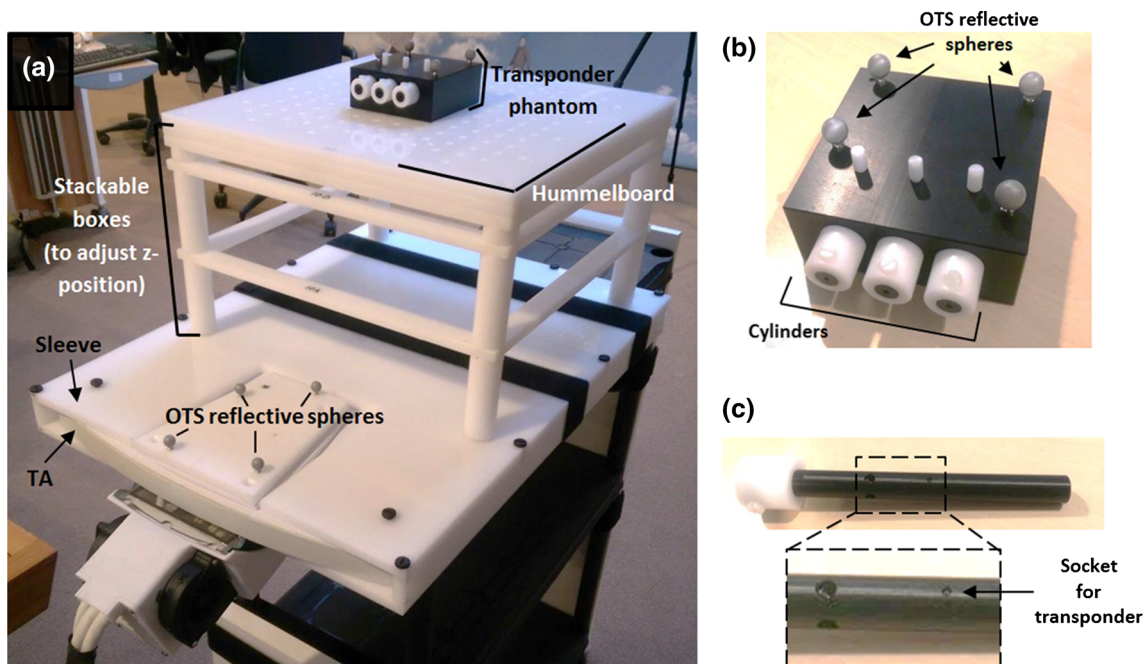 (a)
Transponder
phantom
Stackable
boxes
(to adjust z-
position)
Hummelboard
Sleeve
OTS reflective spheres
TA
(b)
OTS reflective
spheres
Cylinders
(c)
Socket
for
transponder